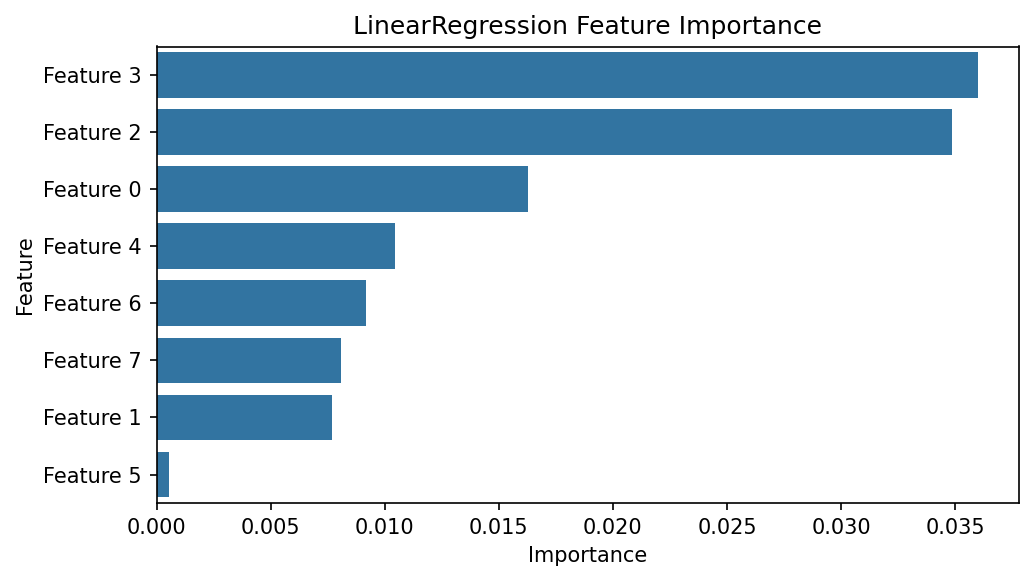 LinearRegression Feature Importance
Feature
Feature 3
Feature 2
Feature 0
Feature 4
Feature 6
Feature 7
Feature 1
Feature 5
0.000 0.005 0.010 0.015 0.020 0.025 0.030 0.035
Importance